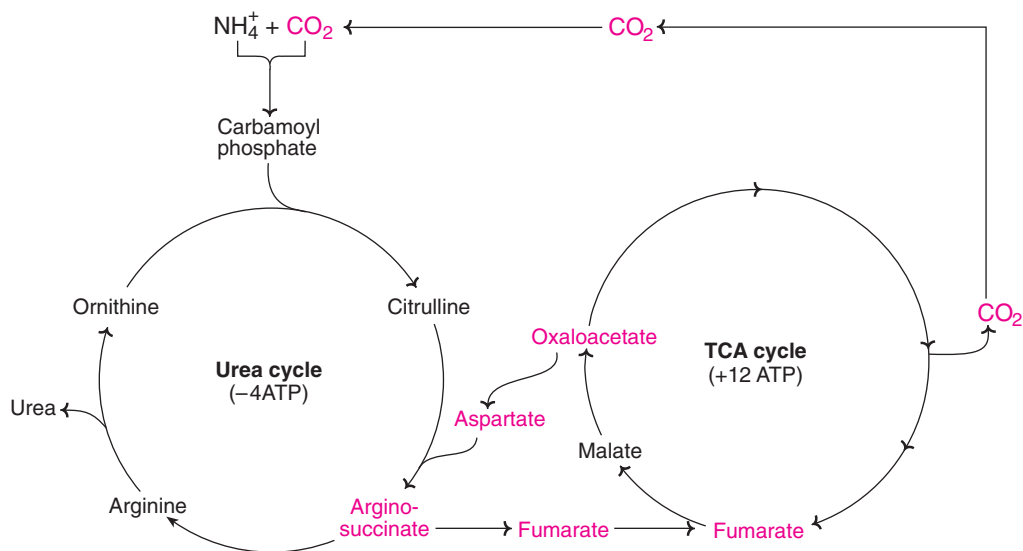 NH₄⁺ + CO₂
CO₂
Carbamoyl
phosphate
Ornithine
Citrulline
CO₂
Oxaloacetate
TCA cycle
(+12 ATP)
Urea cycle
(−4ATP)
Urea
Aspartate
Malate
Arginine
Argino-
succinate
Fumarate
Fumarate